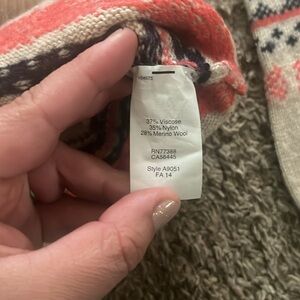 37% Viscose
35% Nylon
28% Merino Wool
RN77388
CA56445
Style A9051
FA 14